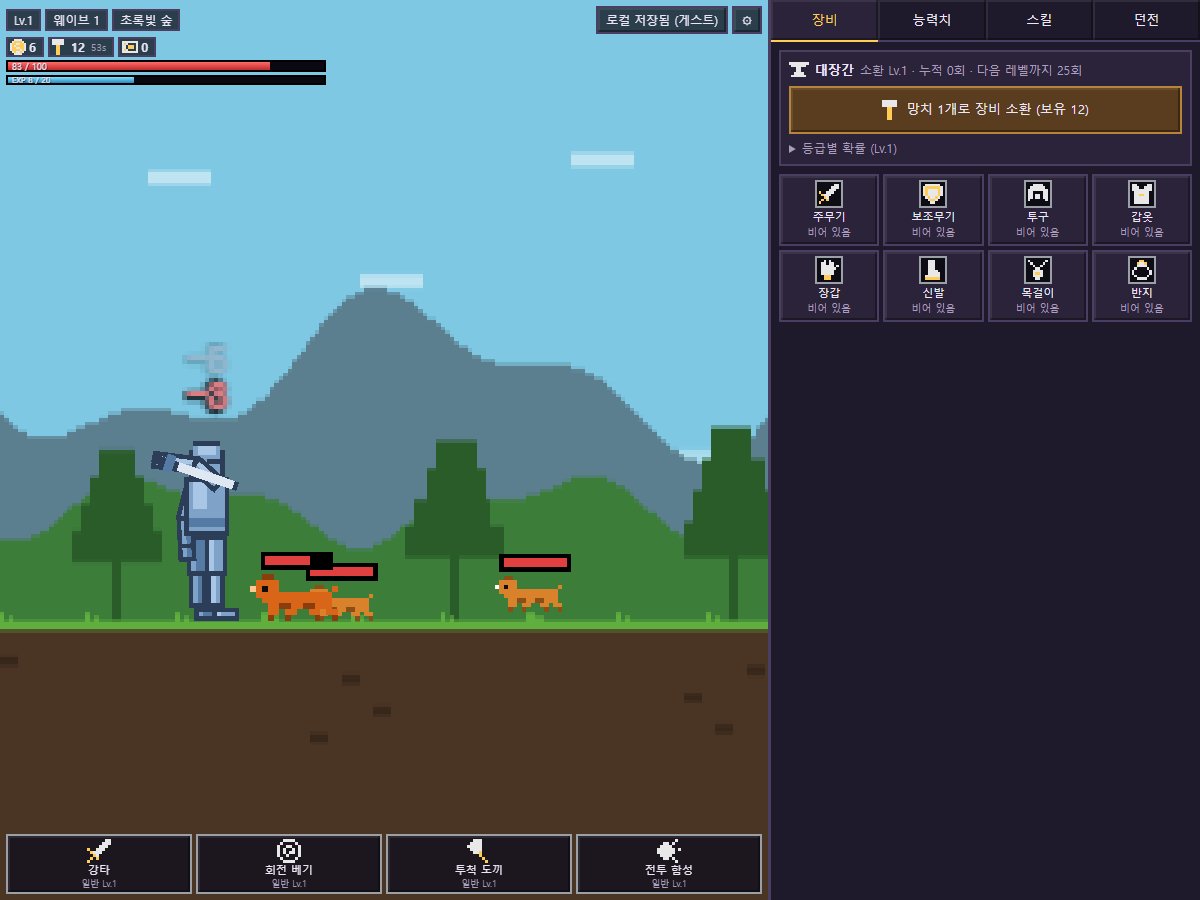 Lv.1 웨이브 1 초록빛 숲
로컬 저장됨 (게스트)
6 12 53s 0
83 / 100
EXP 8 / 20
장비 능력치 스킬 던전
대장간 소환 Lv.1 · 누적 0회 · 다음 레벨까지 25회
망치 1개로 장비 소환 (보유 12)
▶ 등급별 확률 (Lv.1)
주무기 보조무기 투구 갑옷
비어 있음 비어 있음 비어 있음 비어 있음
장갑 신발 목걸이 반지
비어 있음 비어 있음 비어 있음 비어 있음
강타 회전 베기 투척 도끼 전투 함성
일반 Lv.1 일반 Lv.1 일반 Lv.1 일반 Lv.1